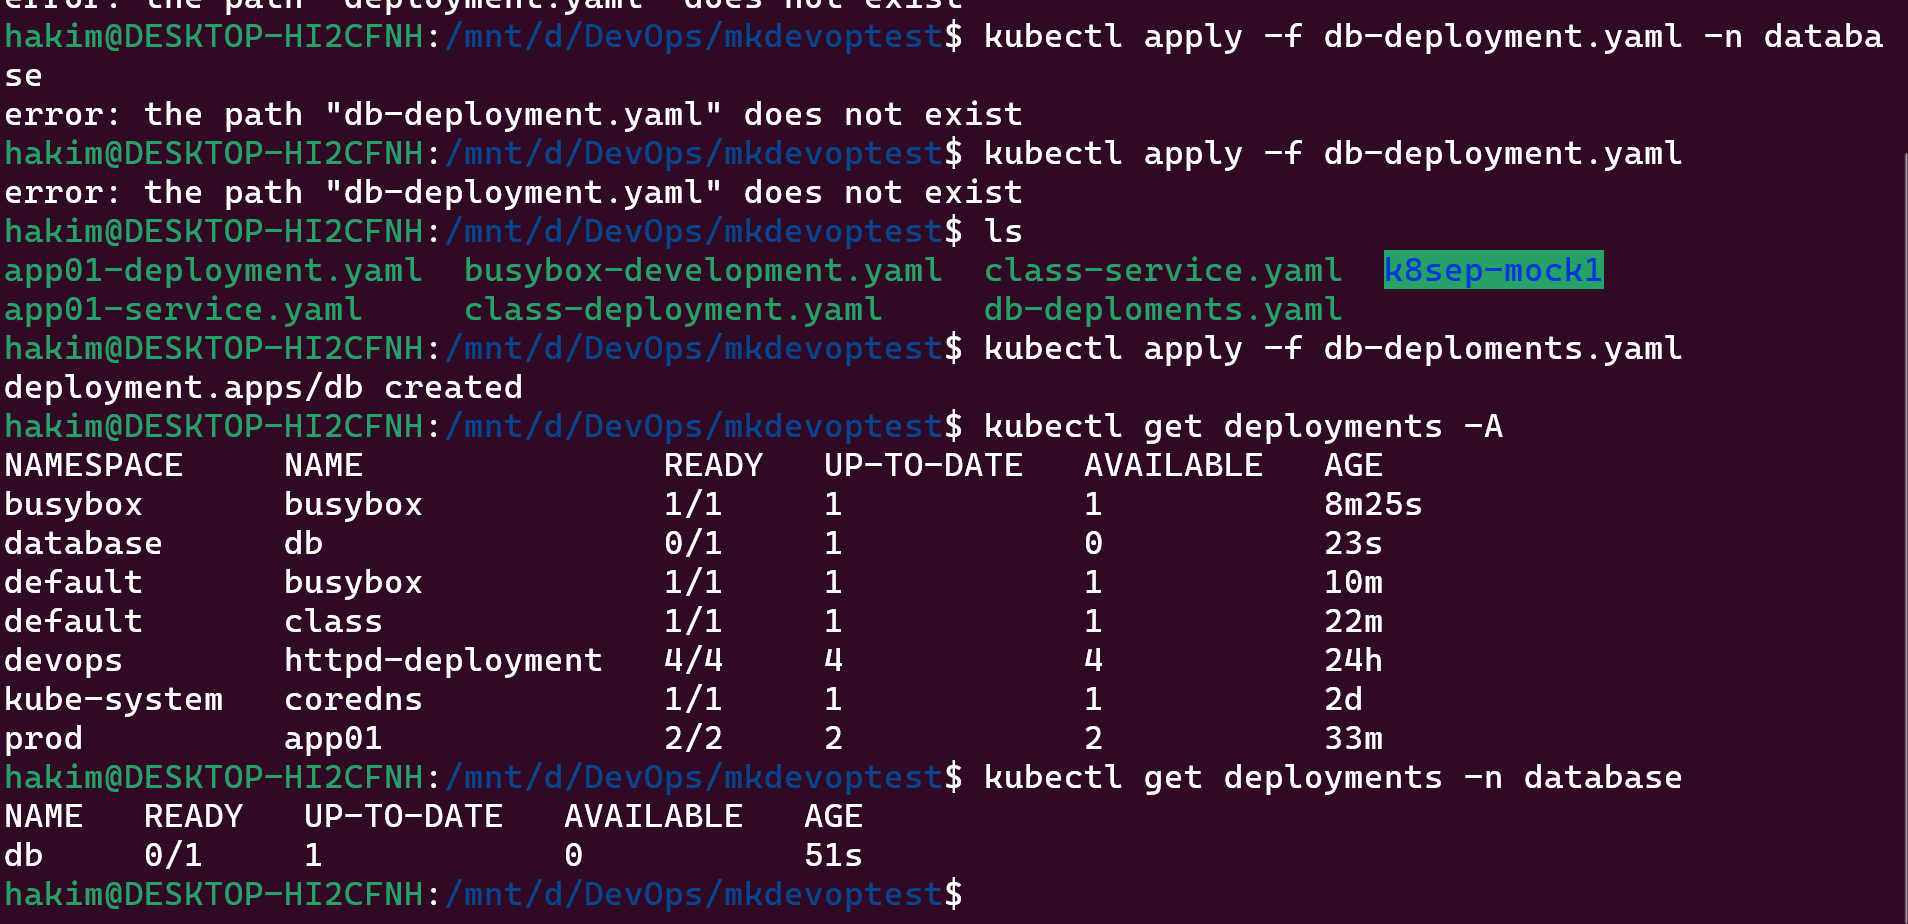 error: the path "deployment.yaml" does not exist
hakim@DESKTOP-HI2CFNH:/mnt/d/DevOps/mkdevoptest$ kubectl apply -f db-deployment.yaml -n databa
se
error: the path "db-deployment.yaml" does not exist
hakim@DESKTOP-HI2CFNH:/mnt/d/DevOps/mkdevoptest$ kubectl apply -f db-deployment.yaml
error: the path "db-deployment.yaml" does not exist
hakim@DESKTOP-HI2CFNH:/mnt/d/DevOps/mkdevoptest$ ls
app01-deployment.yaml  busybox-development.yaml  class-service.yaml  k8sep-mock1
app01-service.yaml     class-deployment.yaml     db-deploments.yaml
hakim@DESKTOP-HI2CFNH:/mnt/d/DevOps/mkdevoptest$ kubectl apply -f db-deploments.yaml
deployment.apps/db created
hakim@DESKTOP-HI2CFNH:/mnt/d/DevOps/mkdevoptest$ kubectl get deployments -A
NAMESPACE     NAME               READY   UP-TO-DATE   AVAILABLE   AGE
busybox       busybox            1/1     1            1           8m25s
database      db                 0/1     1            0           23s
default       busybox            1/1     1            1           10m
default       class              1/1     1            1           22m
devops        httpd-deployment   4/4     4            4           24h
kube-system   coredns            1/1     1            1           2d
prod          app01              2/2     2            2           33m
hakim@DESKTOP-HI2CFNH:/mnt/d/DevOps/mkdevoptest$ kubectl get deployments -n database
NAME   READY   UP-TO-DATE   AVAILABLE   AGE
db     0/1     1            0           51s
hakim@DESKTOP-HI2CFNH:/mnt/d/DevOps/mkdevoptest$